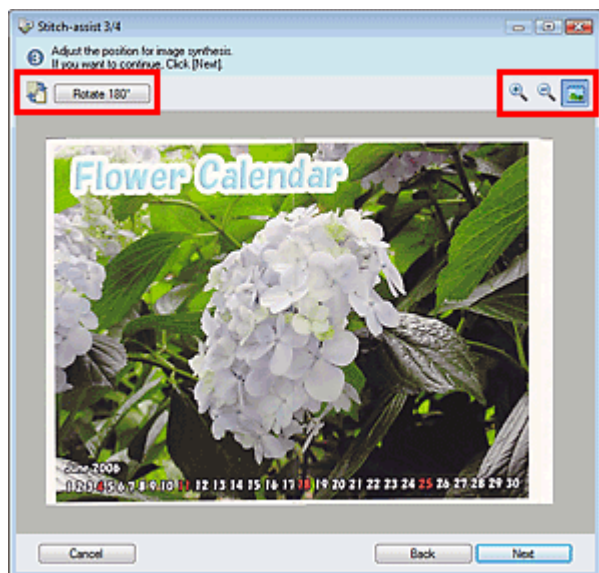 Stitch-assist 3/4
3 Adjust the position for image synthesis.
If you want to continue, Click [Next].
Rotate 180°
Flower Calendar
June 2006
1 2 3 4 5 6 7 8 9 10 11 12 13 14 15 16 17 18 19 20 21 22 23 24 25 26 27 28 29 30
Cancel
Back
Next